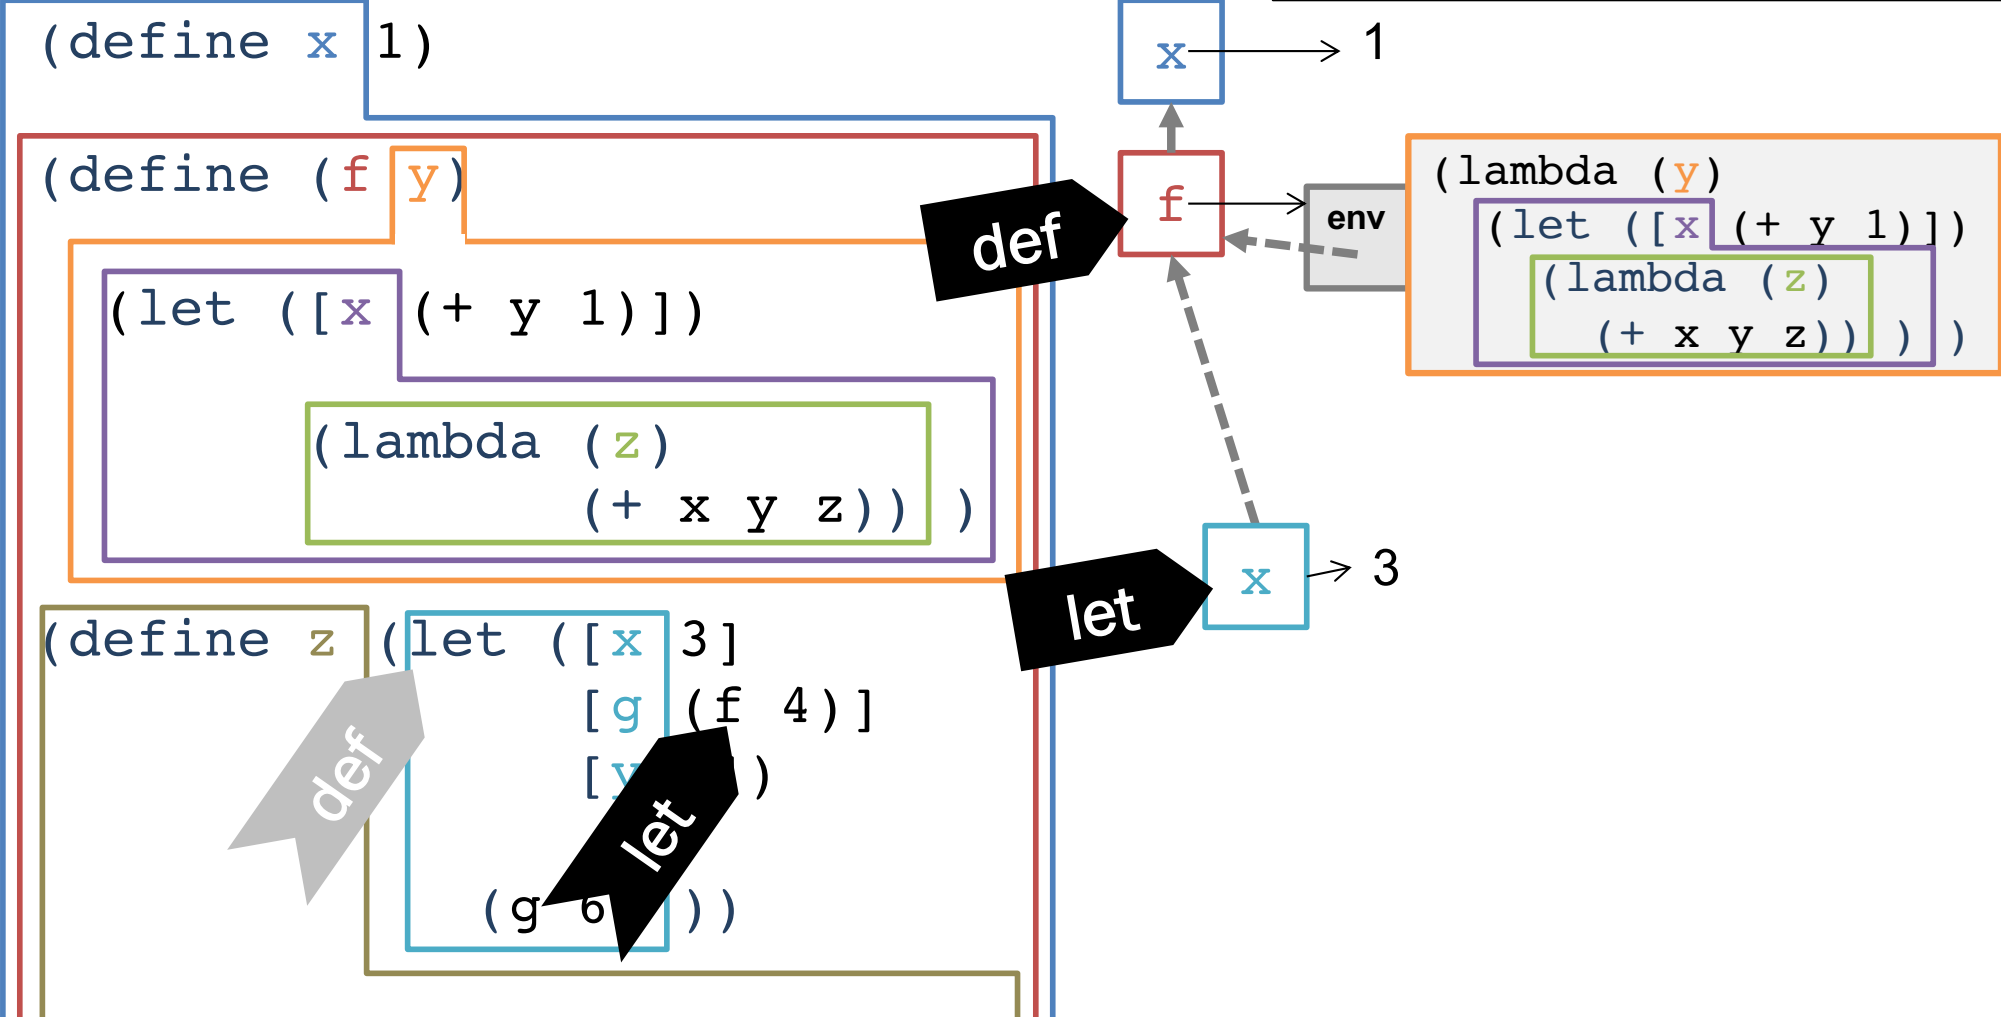 (define x 1)
(define (f y)
(let ([x (+ y 1)])
(lambda (z)
(+ x y z)) )
(define z (let ([x 3]
[g (f 4)]
[y )
(g 6 ))
def
let
x
1
f
def
env
(lambda (y)
(let ([x (+ y 1)])
(lambda (z)
(+ x y z)) ) )
let
x
3